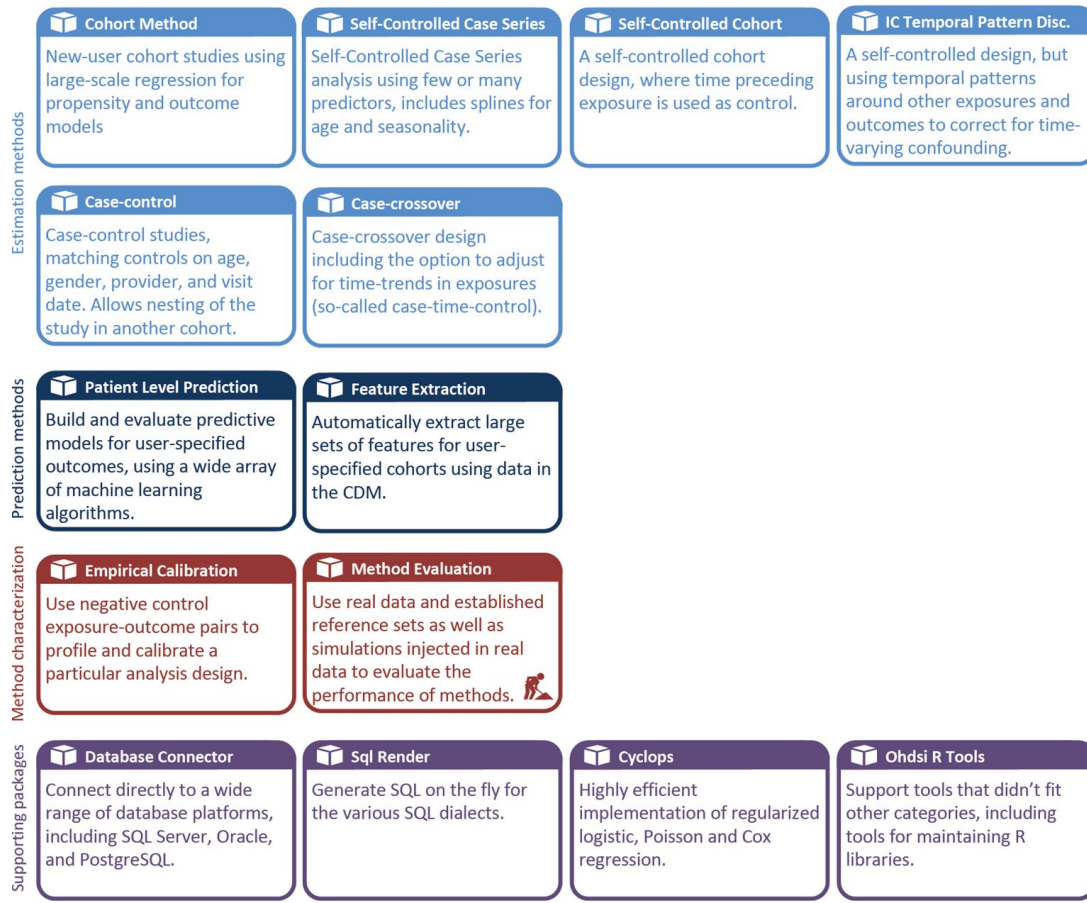 Estimation methods
Cohort Method
New-user cohort studies using
large-scale regression for
propensity and outcome
models
Self-Controlled Case Series
Self-Controlled Case Series
analysis using few or many
predictors, includes splines for
age and seasonality.
Self-Controlled Cohort
A self-controlled cohort
design, where time preceding
exposure is used as control.
IC Temporal Pattern Disc.
A self-controlled design, but
using temporal patterns
around other exposures and
outcomes to correct for time-
varying confounding.
Case-control
Case-control studies,
matching controls on age,
gender, provider, and visit
date. Allows nesting of the
study in another cohort.
Case-crossover
Case-crossover design
including the option to adjust
for time-trends in exposures
(so-called case-time-control).
Prediction methods
Patient Level Prediction
Build and evaluate predictive
models for user-specified
outcomes, using a wide array
of machine learning
algorithms.
Feature Extraction
Automatically extract large
sets of features for user-
specified cohorts using data in
the CDM.
Method characterization
Empirical Calibration
Use negative control
exposure-outcome pairs to
profile and calibrate a
particular analysis design.
Method Evaluation
Use real data and established
reference sets as well as
simulations injected in real
data to evaluate the
performance of methods.
Supporting packages
Database Connector
Connect directly to a wide
range of database platforms,
including SQL Server, Oracle,
and PostgreSQL.
Sql Render
Generate SQL on the fly for
the various SQL dialects.
Cyclops
Highly efficient
implementation of regularized
logistic, Poisson and Cox
regression.
Ohdsi R Tools
Support tools that didn't fit
other categories, including
tools for maintaining R
libraries.